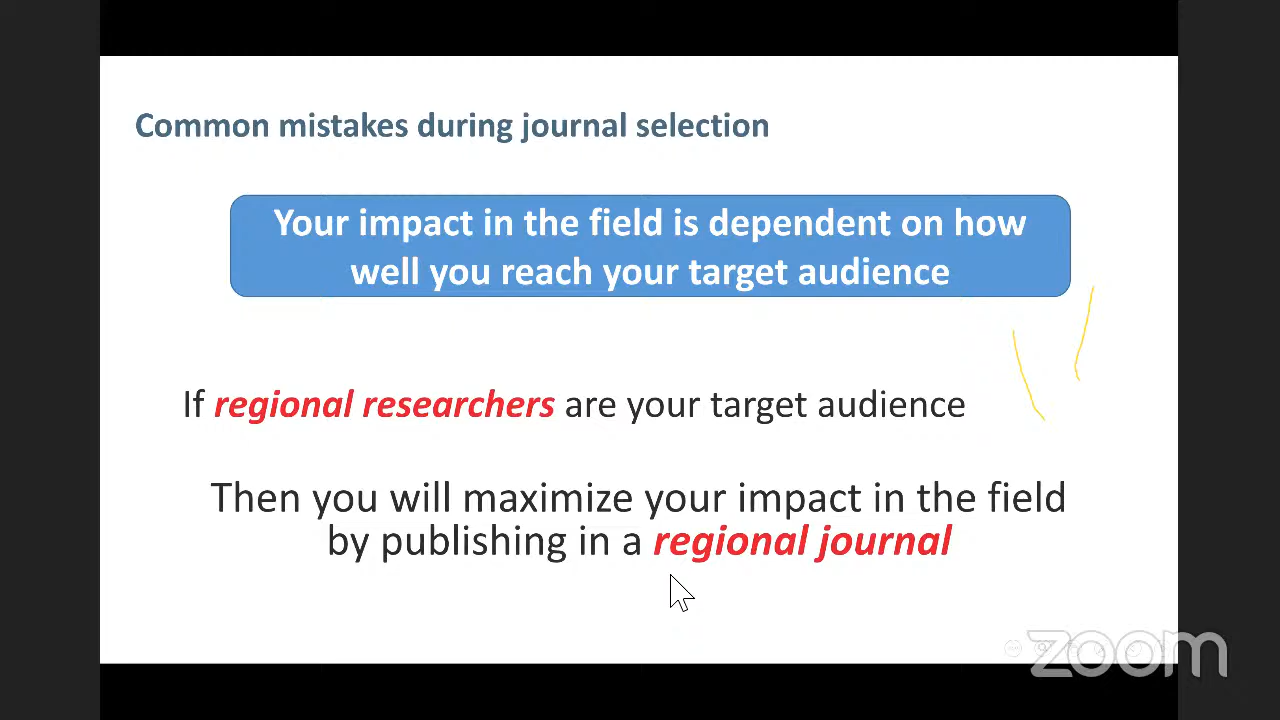 Common mistakes during journal selection
Your impact in the field is dependent on how
well you reach your target audience
If regional researchers are your target audience
Then you will maximize your impact in the field
by publishing in a regional journal
zoom